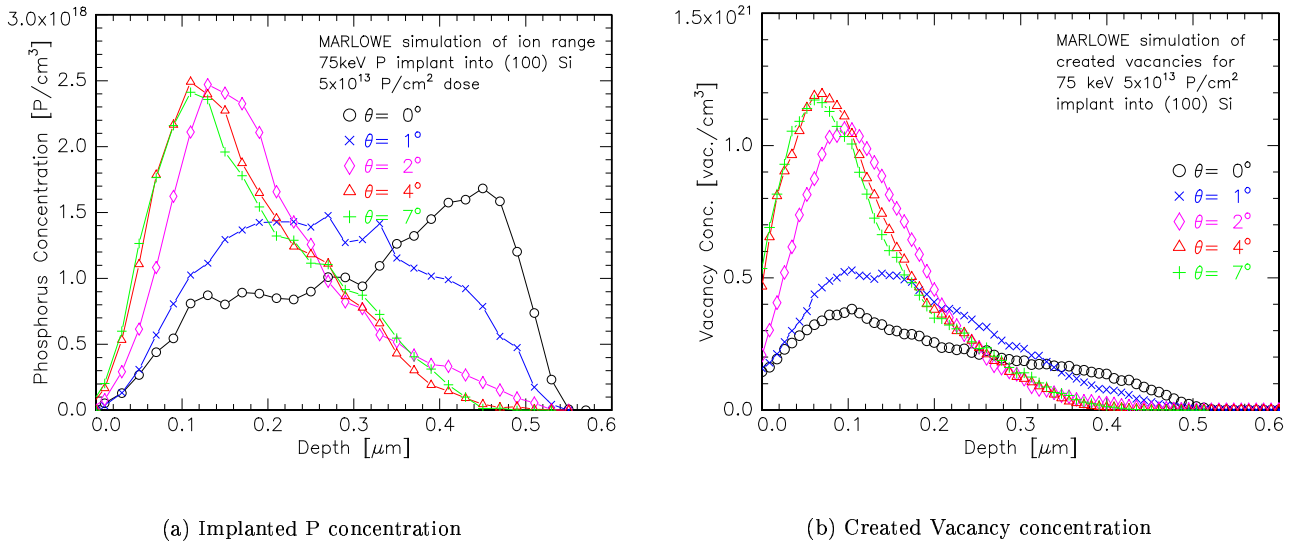 3.0x10^18
2.5
2.0
1.5
1.0
0.5
0.0
Phosphorus Concentration [P/cm^3]
MARLOWE simulation of ion range
75keV P implant into (100) Si
5x10^13 P/cm^2 dose
θ= 0°
θ= 1°
θ= 2°
θ= 4°
θ= 7°
0.0 0.1 0.2 0.3 0.4 0.5 0.6
Depth [μm]
(a) Implanted P concentration
1.5x10^21
1.0
0.5
0.0
Vacancy Conc. [vac./cm^3]
MARLOWE simulation of
created vacancies for
75 keV 5x10^13 P/cm^2
implant into (100) Si
θ= 0°
θ= 1°
θ= 2°
θ= 4°
θ= 7°
0.0 0.1 0.2 0.3 0.4 0.5 0.6
Depth [μm]
(b) Created Vacancy concentration